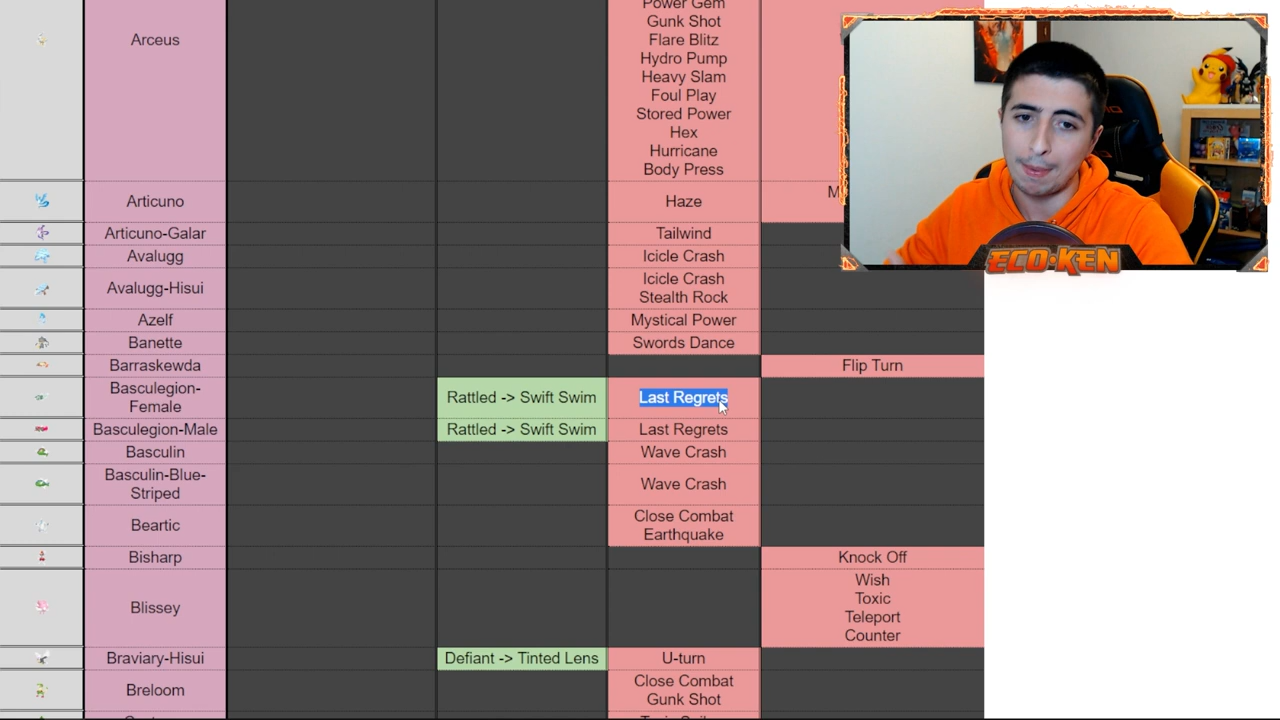 Power Gem
Gunk Shot
Arceus
Flare Blitz
Hydro Pump
Heavy Slam
Foul Play
Stored Power
Hex
Hurricane
Body Press
Articuno
Haze
M
Articuno-Galar
Tailwind
Avalugg
Icicle Crash
Avalugg-Hisui
Icicle Crash
Stealth Rock
Azelf
Mystical Power
Banette
Swords Dance
Barraskewda
Flip Turn
Basculegion-
Female
Rattled -> Swift Swim
Last Regrets
Basculegion-Male
Rattled -> Swift Swim
Last Regrets
Basculin
Wave Crash
Basculin-Blue-
Striped
Wave Crash
Beartic
Close Combat
Earthquake
Bisharp
Knock Off
Blissey
Wish
Toxic
Teleport
Counter
Braviary-Hisui
Defiant -> Tinted Lens
U-turn
Breloom
Close Combat
Gunk Shot
ECO-KEN